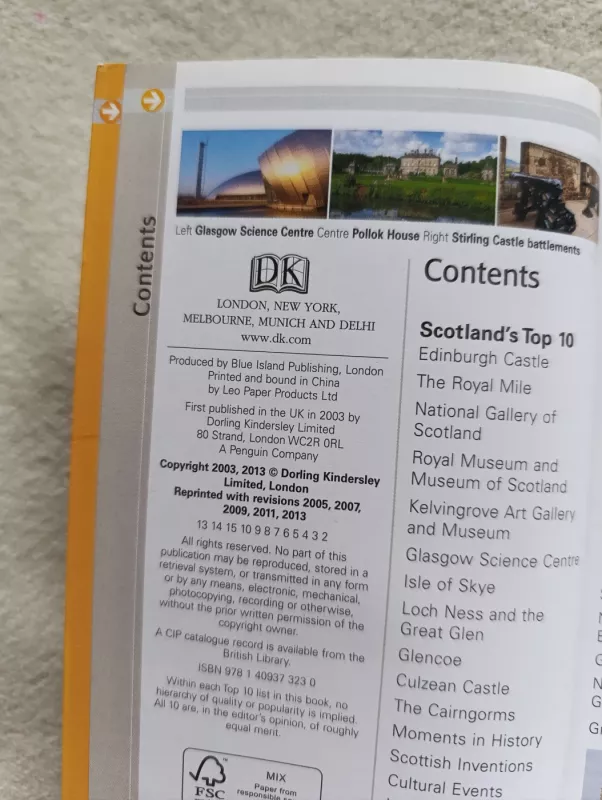 Contents
Left Glasgow Science Centre Centre Pollok House Right Stirling Castle battlements
DK
LONDON, NEW YORK,
MELBOURNE, MUNICH AND DELHI
www.dk.com
Produced by Blue Island Publishing, London
Printed and bound in China
by Leo Paper Products Ltd
First published in the UK in 2003 by
Dorling Kindersley Limited
80 Strand, London WC2R 0RL
A Penguin Company
Copyright 2003, 2013 © Dorling Kindersley
Limited, London
Reprinted with revisions 2005, 2007,
2009, 2011, 2013
13 14 15 10 9 8 7 6 5 4 3 2
All rights reserved. No part of this
publication may be reproduced, stored in a
retrieval system, or transmitted in any form
or by any means, electronic, mechanical,
photocopying, recording or otherwise,
without the prior written permission of the
copyright owner.
A CIP catalogue record is available from the
British Library.
ISBN 978 1 40937 323 0
Within each Top 10 list in this book, no
hierarchy of quality or popularity is implied.
All 10 are, in the editor's opinion, of roughly
equal merit.
FSC
MIX
Paper from
Contents
Scotland's Top 10
Edinburgh Castle
The Royal Mile
National Gallery of
Scotland
Royal Museum and
Museum of Scotland
Kelvingrove Art Gallery
and Museum
Glasgow Science Centre
Isle of Skye
Loch Ness and the
Great Glen
Glencoe
Culzean Castle
The Cairngorms
Moments in History
Scottish Inventions
Cultural Events